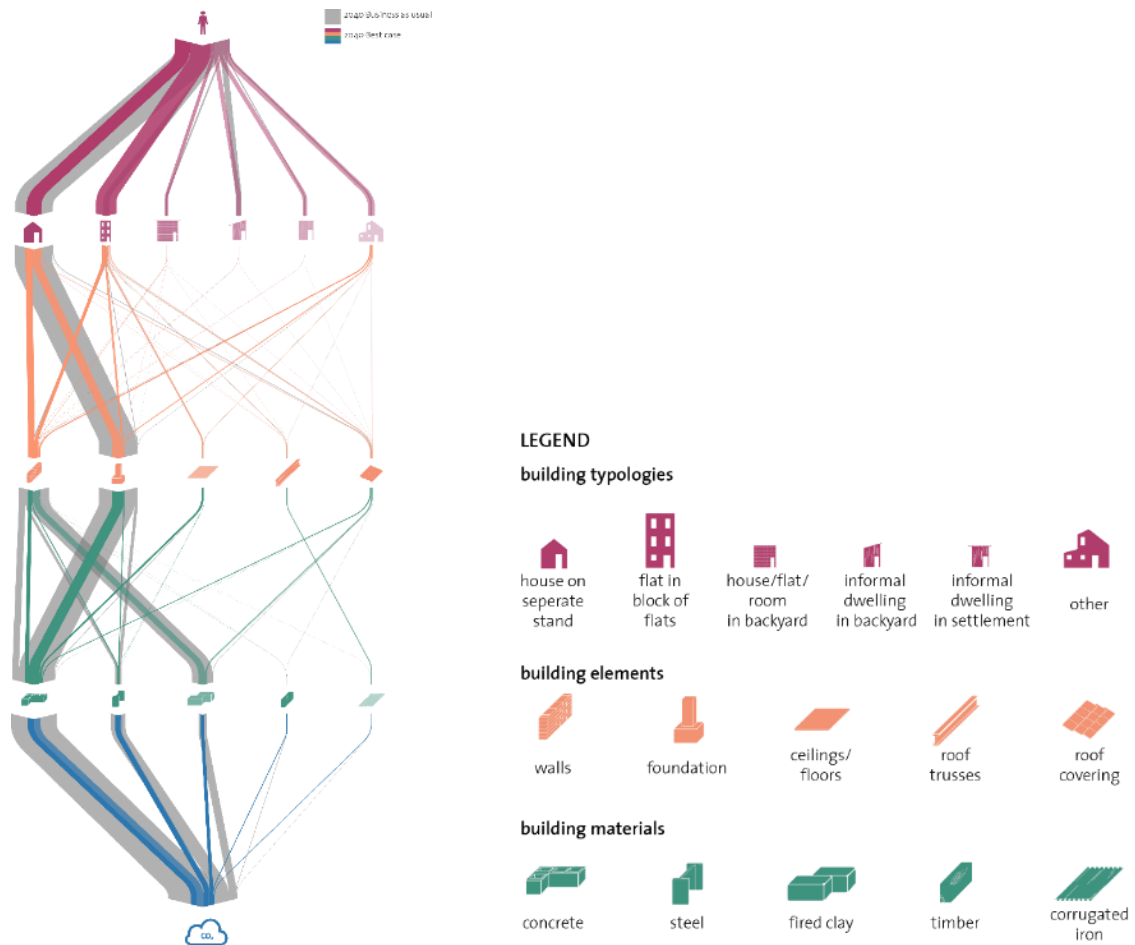 2040 Business as usual
2040 Best case
LEGEND
building typologies
house on
seperate
stand
flat in
block of
flats
house/flat/
room
in backyard
informal
dwelling
in backyard
informal
dwelling
in settlement
other
building elements
walls
foundation
ceilings/
floors
roof
trusses
roof
covering
building materials
concrete
steel
fired clay
timber
corrugated
iron
CO₂